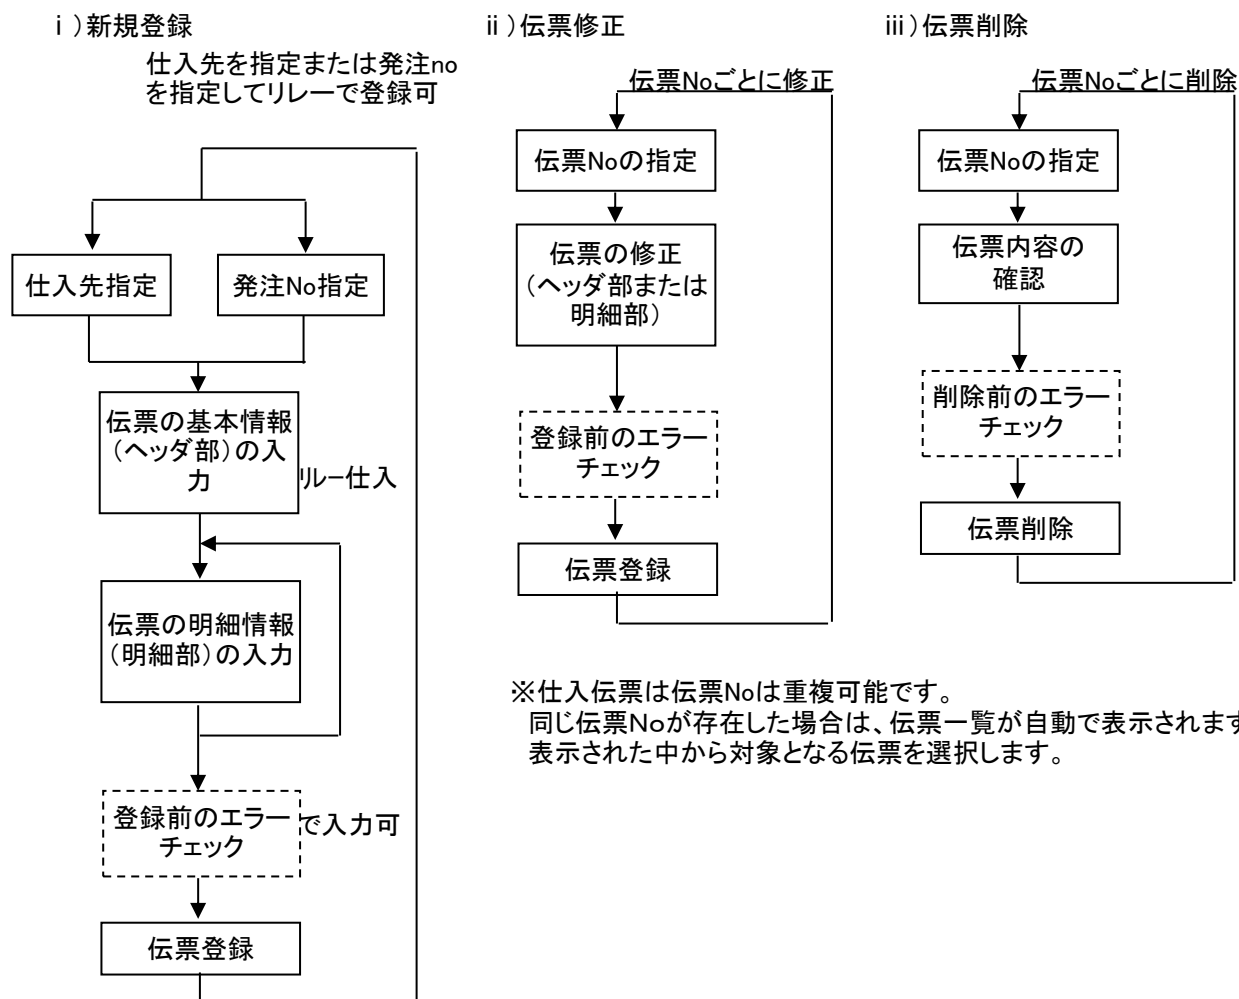 ⅰ）新規登録
仕入先を指定または発注no
を指定してリレーで登録可
仕入先指定
発注No指定
伝票の基本情報
（ヘッダ部）の入
力
リレー仕入
伝票の明細情報
（明細部）の入力
登録前のエラー
チェック
で入力可
伝票登録
ⅱ）伝票修正
伝票Noごとに修正
伝票Noの指定
伝票の修正
（ヘッダ部または
明細部）
登録前のエラー
チェック
伝票登録
ⅲ）伝票削除
伝票Noごとに削除
伝票Noの指定
伝票内容の
確認
削除前のエラー
チェック
伝票削除
※仕入伝票は伝票Noは重複可能です。
同じ伝票Noが存在した場合は、伝票一覧が自動で表示されます
表示された中から対象となる伝票を選択します。